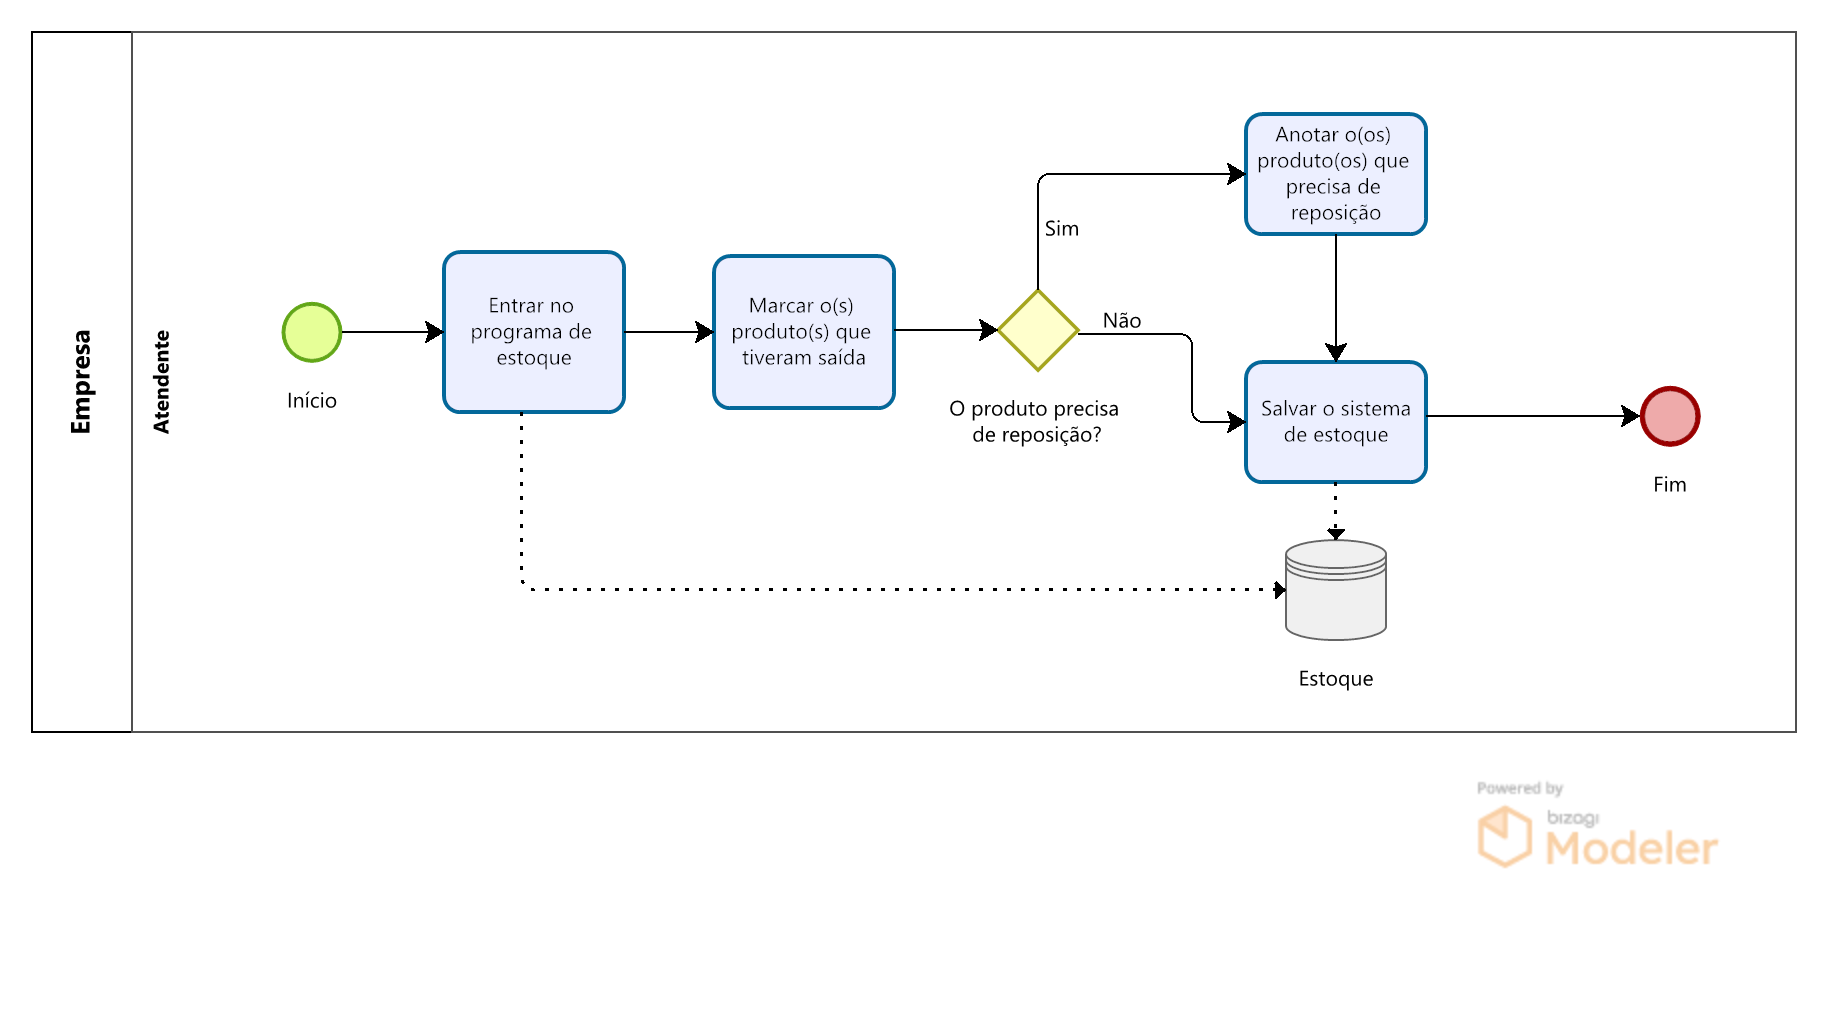 Empresa
Atendente
Início
Entrar no
programa de
estoque
Marcar o(s)
produto(s) que
tiveram saída
O produto precisa
de reposição?
Sim
Não
Anotar o(os)
produto(os) que
precisa de
reposição
Salvar o sistema
de estoque
Fim
Estoque
Powered by
bizagi
Modeler